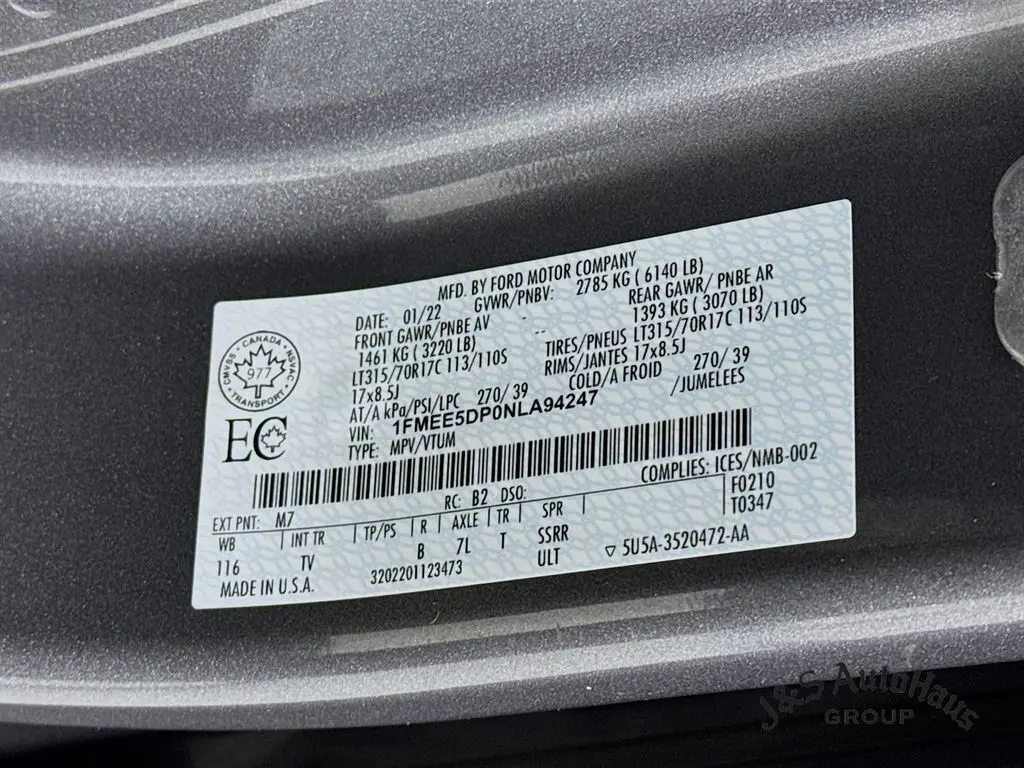 MFD. BY FORD MOTOR COMPANY
DATE: 01/22 GVWR/PNBV: 2785 KG ( 6140 LB)
FRONT GAWR/PNBE AV REAR GAWR/ PNBE AR
1461 KG ( 3220 LB) -- 1393 KG ( 3070 LB)
LT315/70R17C 113/110S TIRES/PNEUS LT315/70R17C 113/110S
17x8.5J RIMS/JANTES 17x8.5J
AT/A kPa/PSI/LPC 270/ 39 COLD/A FROID 270/ 39
VIN: 1FMEE5DP0NLA94247 /JUMELEES
TYPE: MPV/VTUM
CMVSS · CANADA · NSVAC
977
TRANSPORT
EC
COMPLIES: ICES/NMB-002
EXT PNT: M7 RC: B2 DSO: F0210
WB INT TR TP/PS R AXLE TR SPR T0347
116 TV B 7L T SSRR
MADE IN U.S.A. 3202201123473 ULT ▽ 5U5A-3520472-AA
J&S AutoHaus
GROUP